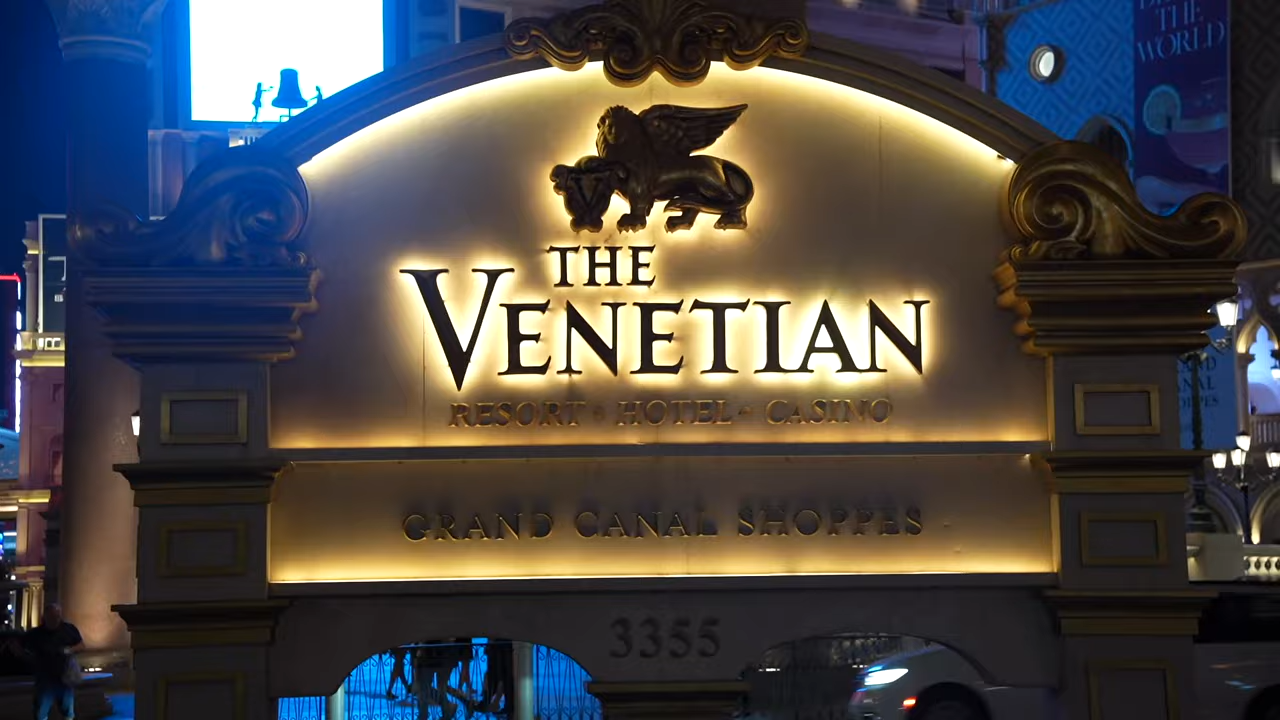 THE
VENETIAN
RESORT • HOTEL • CASINO
GRAND CANAL SHOPPES
3355
THE
WORLD